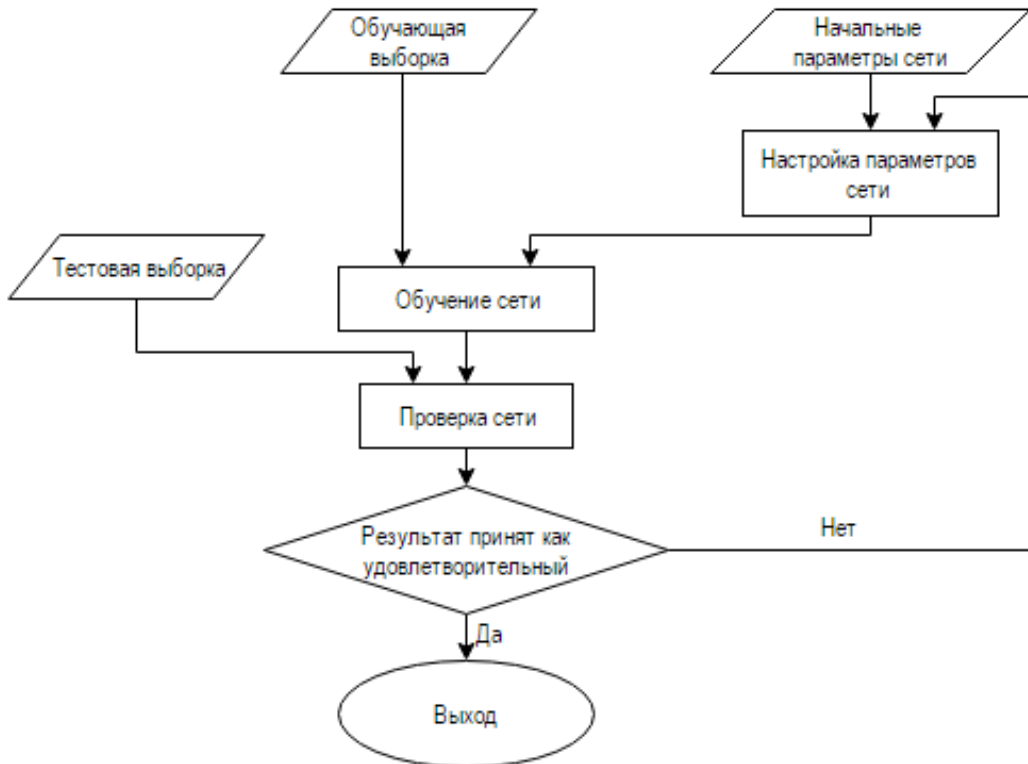 Обучающая
выборка
Начальные
параметры сети
Настройка параметров
сети
Тестовая выборка
Обучение сети
Проверка сети
Результат принят как
удовлетворительный
Нет
Да
Выход